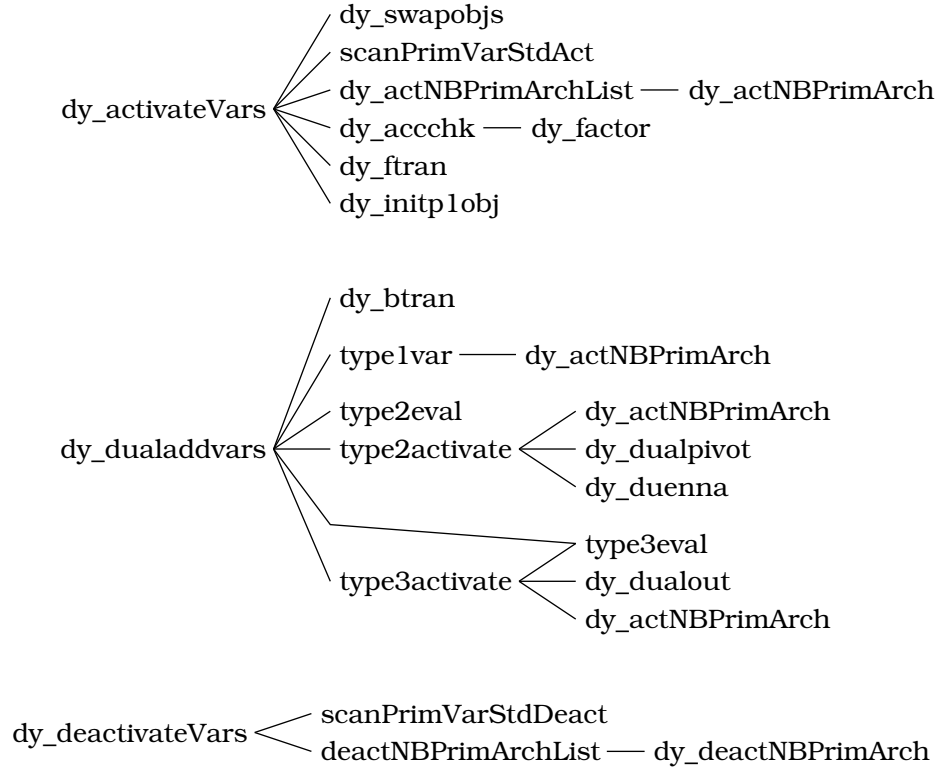 dy_swapobjs
scanPrimVarStdAct
dy_activateVars
dy_actNBPrimArchList
dy_actNBPrimArch
dy_accchk
dy_factor
dy_ftran
dy_initp1obj
dy_btran
type1var
dy_actNBPrimArch
type2eval
dy_actNBPrimArch
dy_dualaddvars
type2activate
dy_dualpivot
dy_duenna
type3eval
type3activate
dy_dualout
dy_actNBPrimArch
dy_deactivateVars
scanPrimVarStdDeact
deactNBPrimArchList
dy_deactNBPrimArch